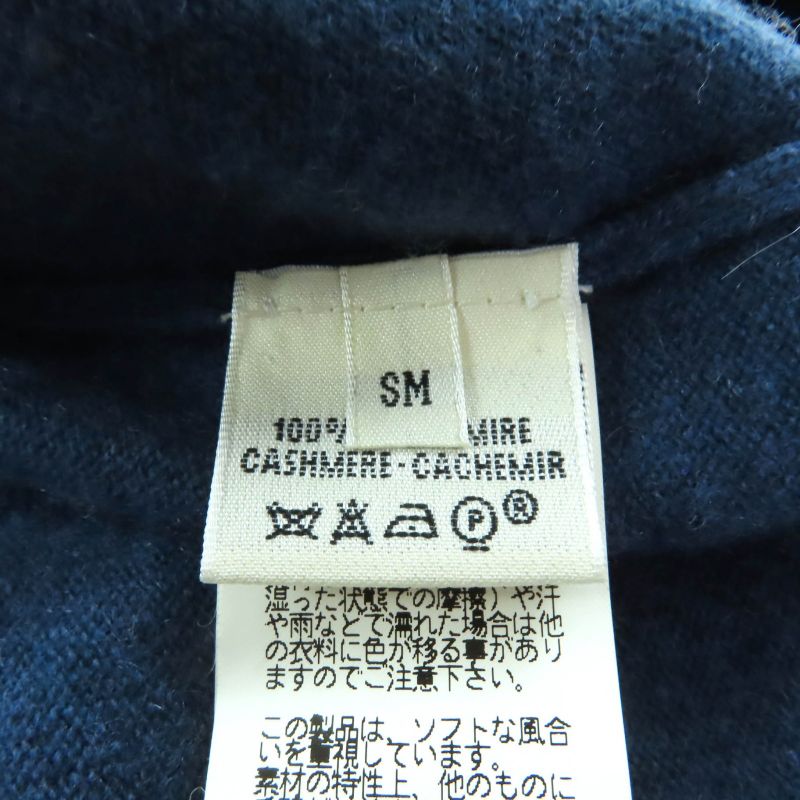 SM
100% MIRE
CASHMERE-CACHEMIR
P ®
湿った状態での摩擦)や汗
や雨などで濡れた場合は他
の衣料に色が移る事があり
ますのでご注意下さい。
この製品は、ソフトな風合
いを重視しています。
素材の特性上、他のものに